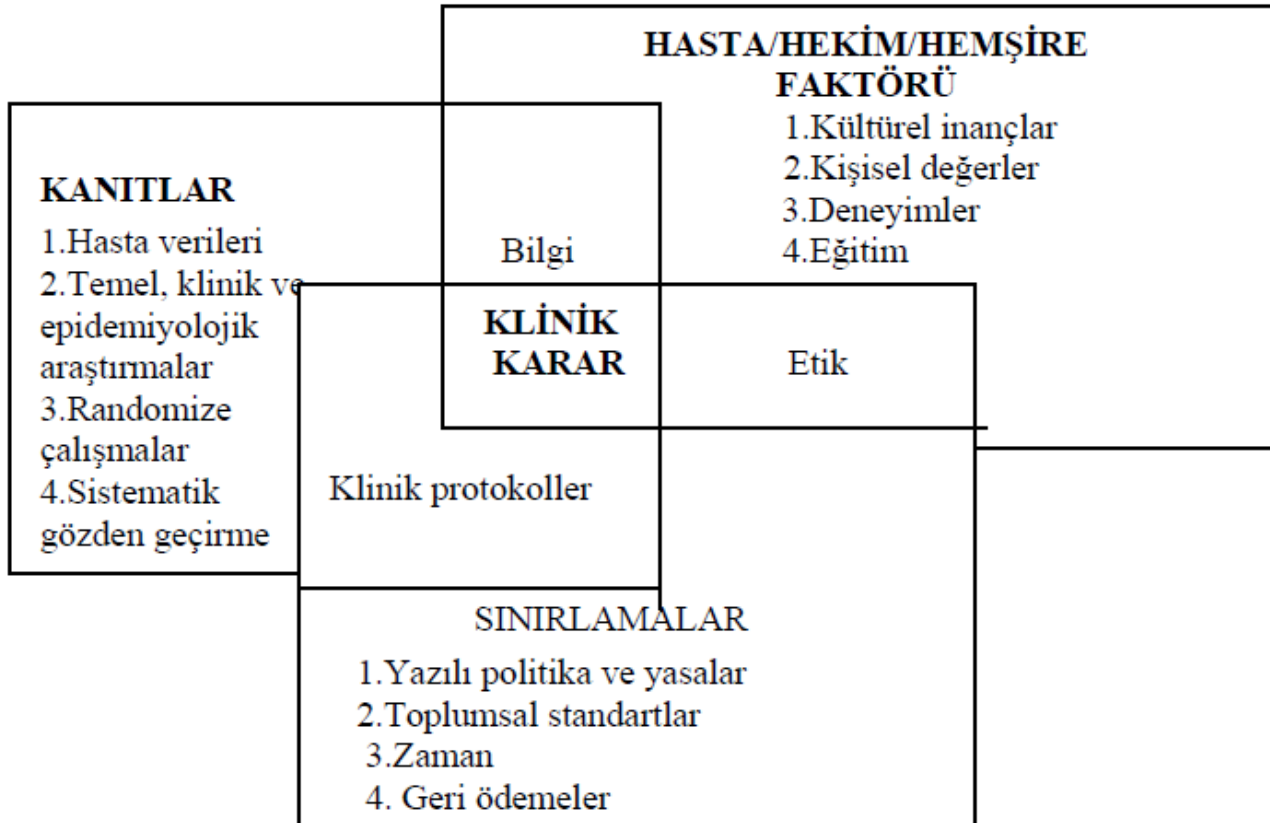 HASTA/HEKİM/HEMŞİRE
FAKTÖRÜ
1.Kültürel inançlar
2.Kişisel değerler
3.Deneyimler
4.Eğitim
KANITLAR
1.Hasta verileri
2.Temel, klinik ve
epidemiyolojik
araştırmalar
3.Randomize
çalışmalar
4.Sistematik
gözden geçirme
Bilgi
KLİNİK
KARAR
Etik
Klinik protokoller
SINIRLAMALAR
1.Yazılı politika ve yasalar
2.Toplumsal standartlar
3.Zaman
4. Geri ödemeler